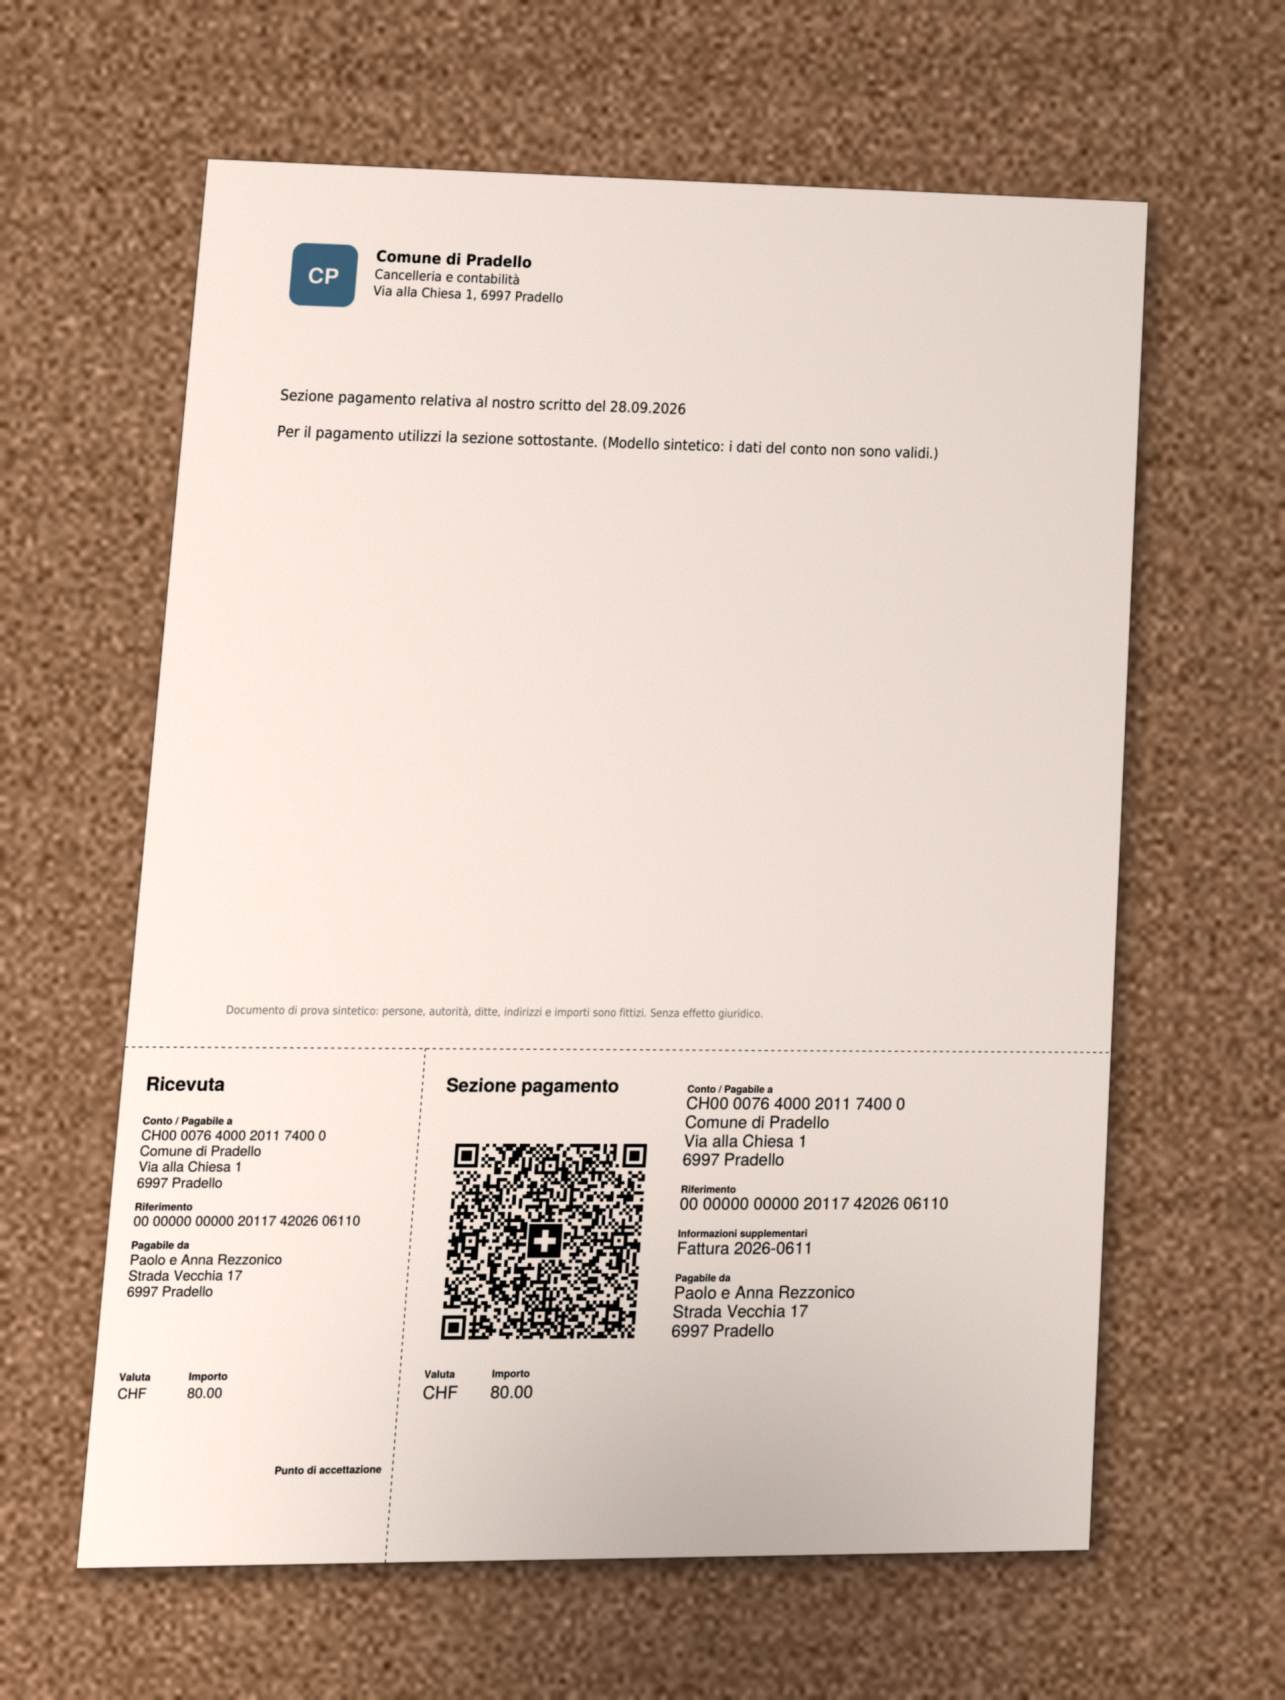 CP
Comune di Pradello
Cancelleria e contabilità
Via alla Chiesa 1, 6997 Pradello
Sezione pagamento relativa al nostro scritto del 28.09.2026
Per il pagamento utilizzi la sezione sottostante. (Modello sintetico: i dati del conto non sono validi.)
Documento di prova sintetico: persone, autorità, ditte, indirizzi e importi sono fittizi. Senza effetto giuridico.
Ricevuta
Conto / Pagabile a
CH00 0076 4000 2011 7400 0
Comune di Pradello
Via alla Chiesa 1
6997 Pradello
Riferimento
00 00000 00000 20117 42026 06110
Pagabile da
Paolo e Anna Rezzonico
Strada Vecchia 17
6997 Pradello
Valuta Importo
CHF 80.00
Punto di accettazione
Sezione pagamento
Valuta Importo
CHF 80.00
Conto / Pagabile a
CH00 0076 4000 2011 7400 0
Comune di Pradello
Via alla Chiesa 1
6997 Pradello
Riferimento
00 00000 00000 20117 42026 06110
Informazioni supplementari
Fattura 2026-0611
Pagabile da
Paolo e Anna Rezzonico
Strada Vecchia 17
6997 Pradello